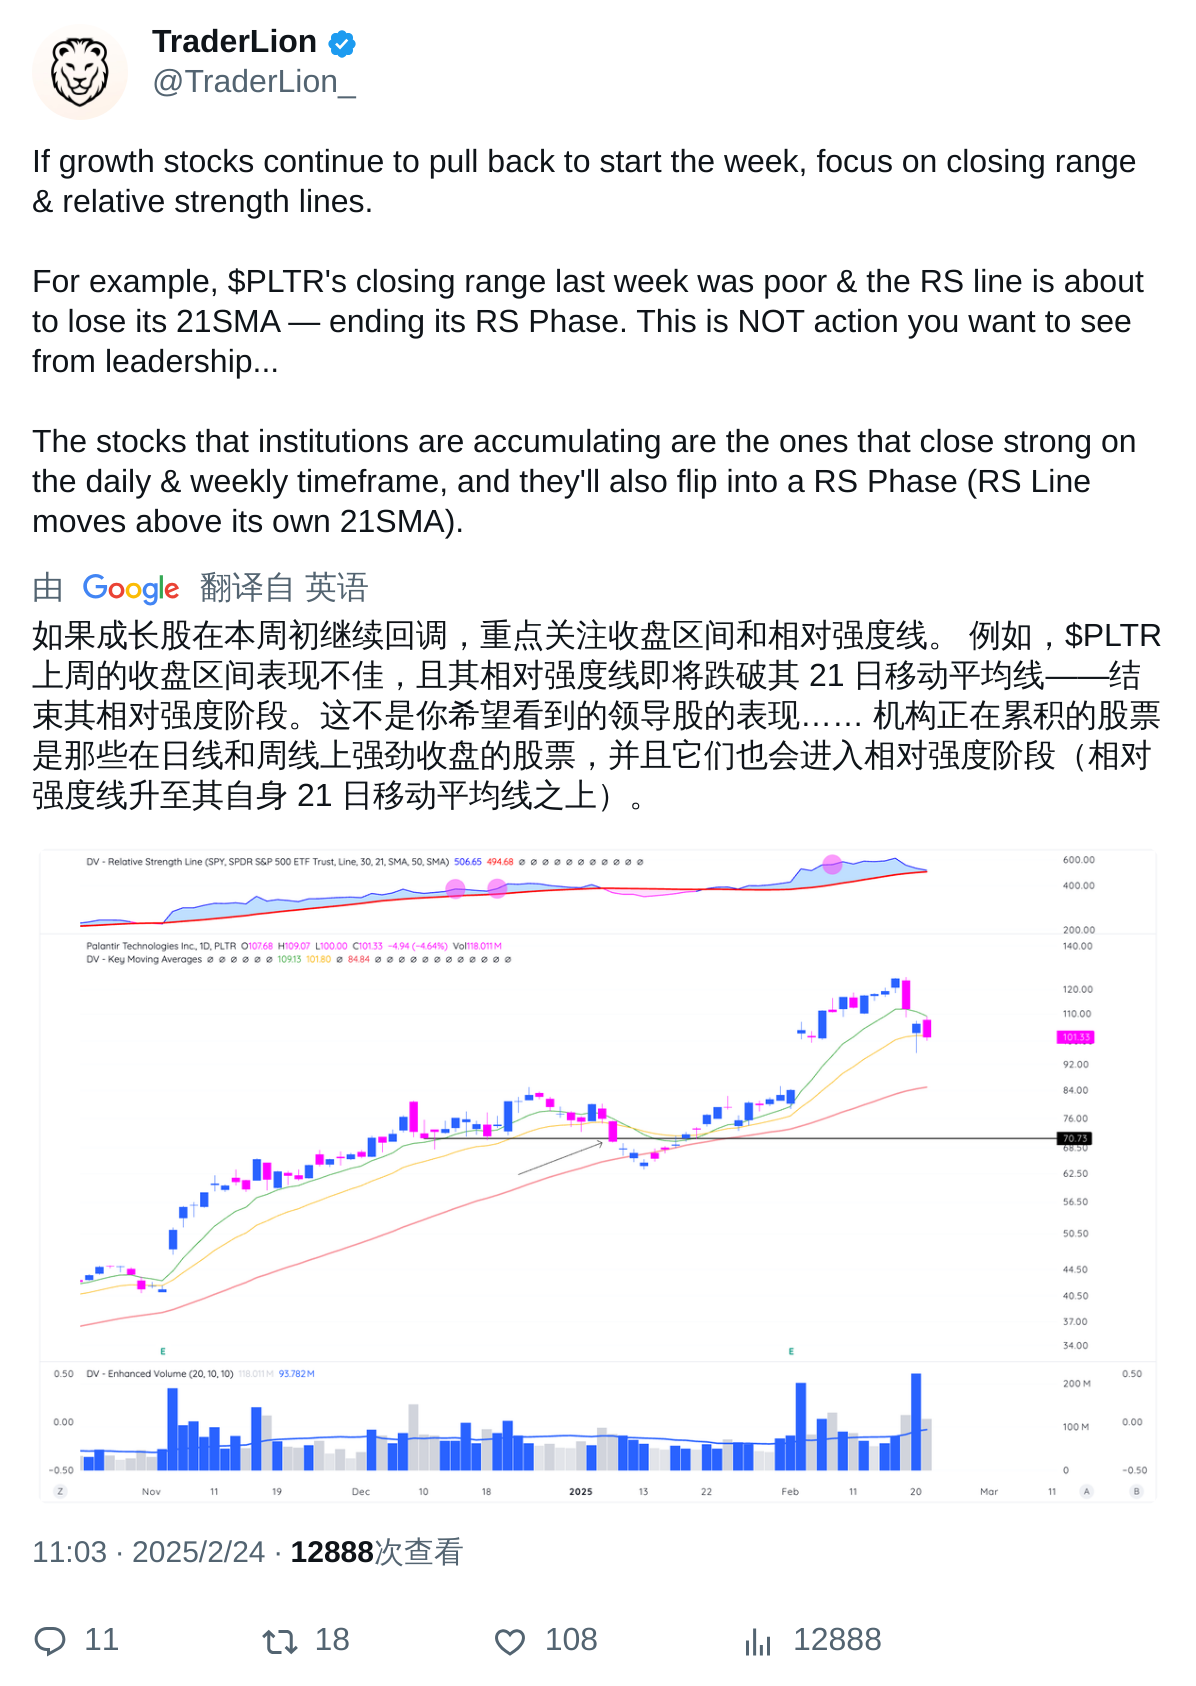 TraderLion
@TraderLion_
If growth stocks continue to pull back to start the week, focus on closing range
& relative strength lines.
For example, $PLTR's closing range last week was poor & the RS line is about
to lose its 21SMA — ending its RS Phase. This is NOT action you want to see
from leadership...
The stocks that institutions are accumulating are the ones that close strong on
the daily & weekly timeframe, and they'll also flip into a RS Phase (RS Line
moves above its own 21SMA).
由 Google 翻译自 英语
如果成长股在本周初继续回调，重点关注收盘区间和相对强度线。 例如，$PLTR
上周的收盘区间表现不佳，且其相对强度线即将跌破其 21 日移动平均线——结
束其相对强度阶段。这不是你希望看到的领导股的表现…… 机构正在累积的股票
是那些在日线和周线上强劲收盘的股票，并且它们也会进入相对强度阶段（相对
强度线升至其自身 21 日移动平均线之上）。
DV - Relative Strength Line (SPY, SPDR S&P 500 ETF Trust, Line, 30, 21, SMA, 50, SMA) 506.65 494.68 ∅ ∅ ∅ ∅ ∅ ∅ ∅ ∅ ∅ ∅ ∅
600.00
400.00
200.00
Palantir Technologies Inc., 1D, PLTR O107.68 H109.07 L100.00 C101.33 −4.94 (−4.64%) Vol118.011M
DV - Key Moving Averages ∅ ∅ ∅ ∅ ∅ ∅ 109.13 101.80 ∅ 84.84 ∅ ∅ ∅ ∅ ∅ ∅ ∅ ∅ ∅ ∅ ∅ ∅
140.00
120.00
110.00
101.33
92.00
84.00
76.00
70.73
68.50
62.50
56.50
50.50
44.50
40.50
37.00
34.00
E E
DV - Enhanced Volume (20, 10, 10) 118.011M 93.782M
0.50
0.00
−0.50
200 M
100 M
0
0.50
0.00
−0.50
Z Nov 11 19 Dec 10 18 2025 13 22 Feb 11 20 Mar 11 A B
11:03 · 2025/2/24 · 12888次查看
11 18 108 12888